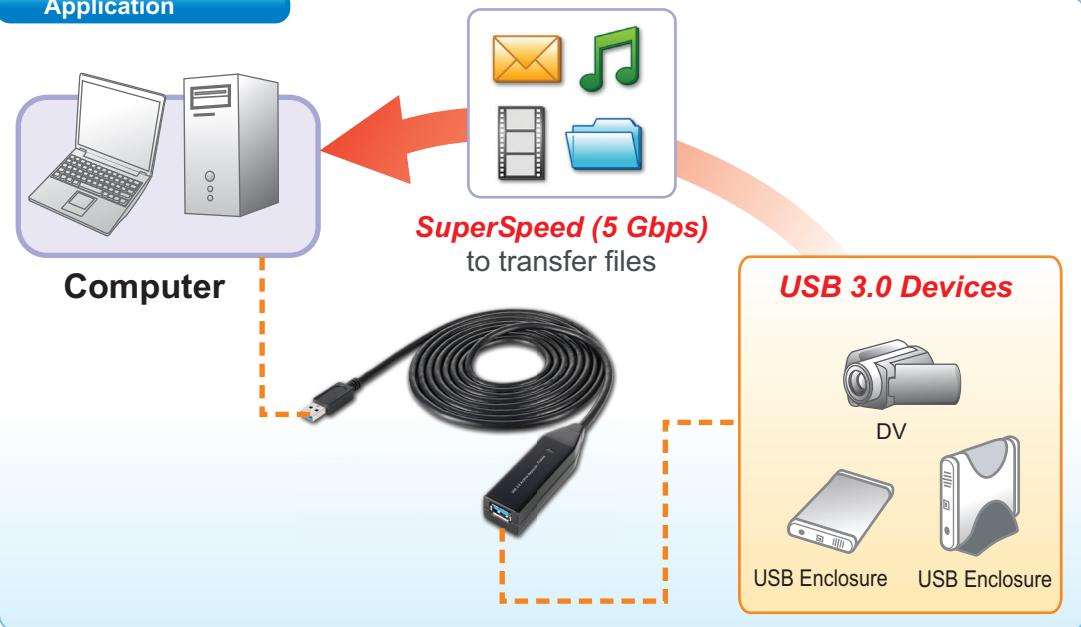 Application
SuperSpeed (5 Gbps)
to transfer files
Computer
USB 3.0 Devices
DV
USB Enclosure
USB Enclosure